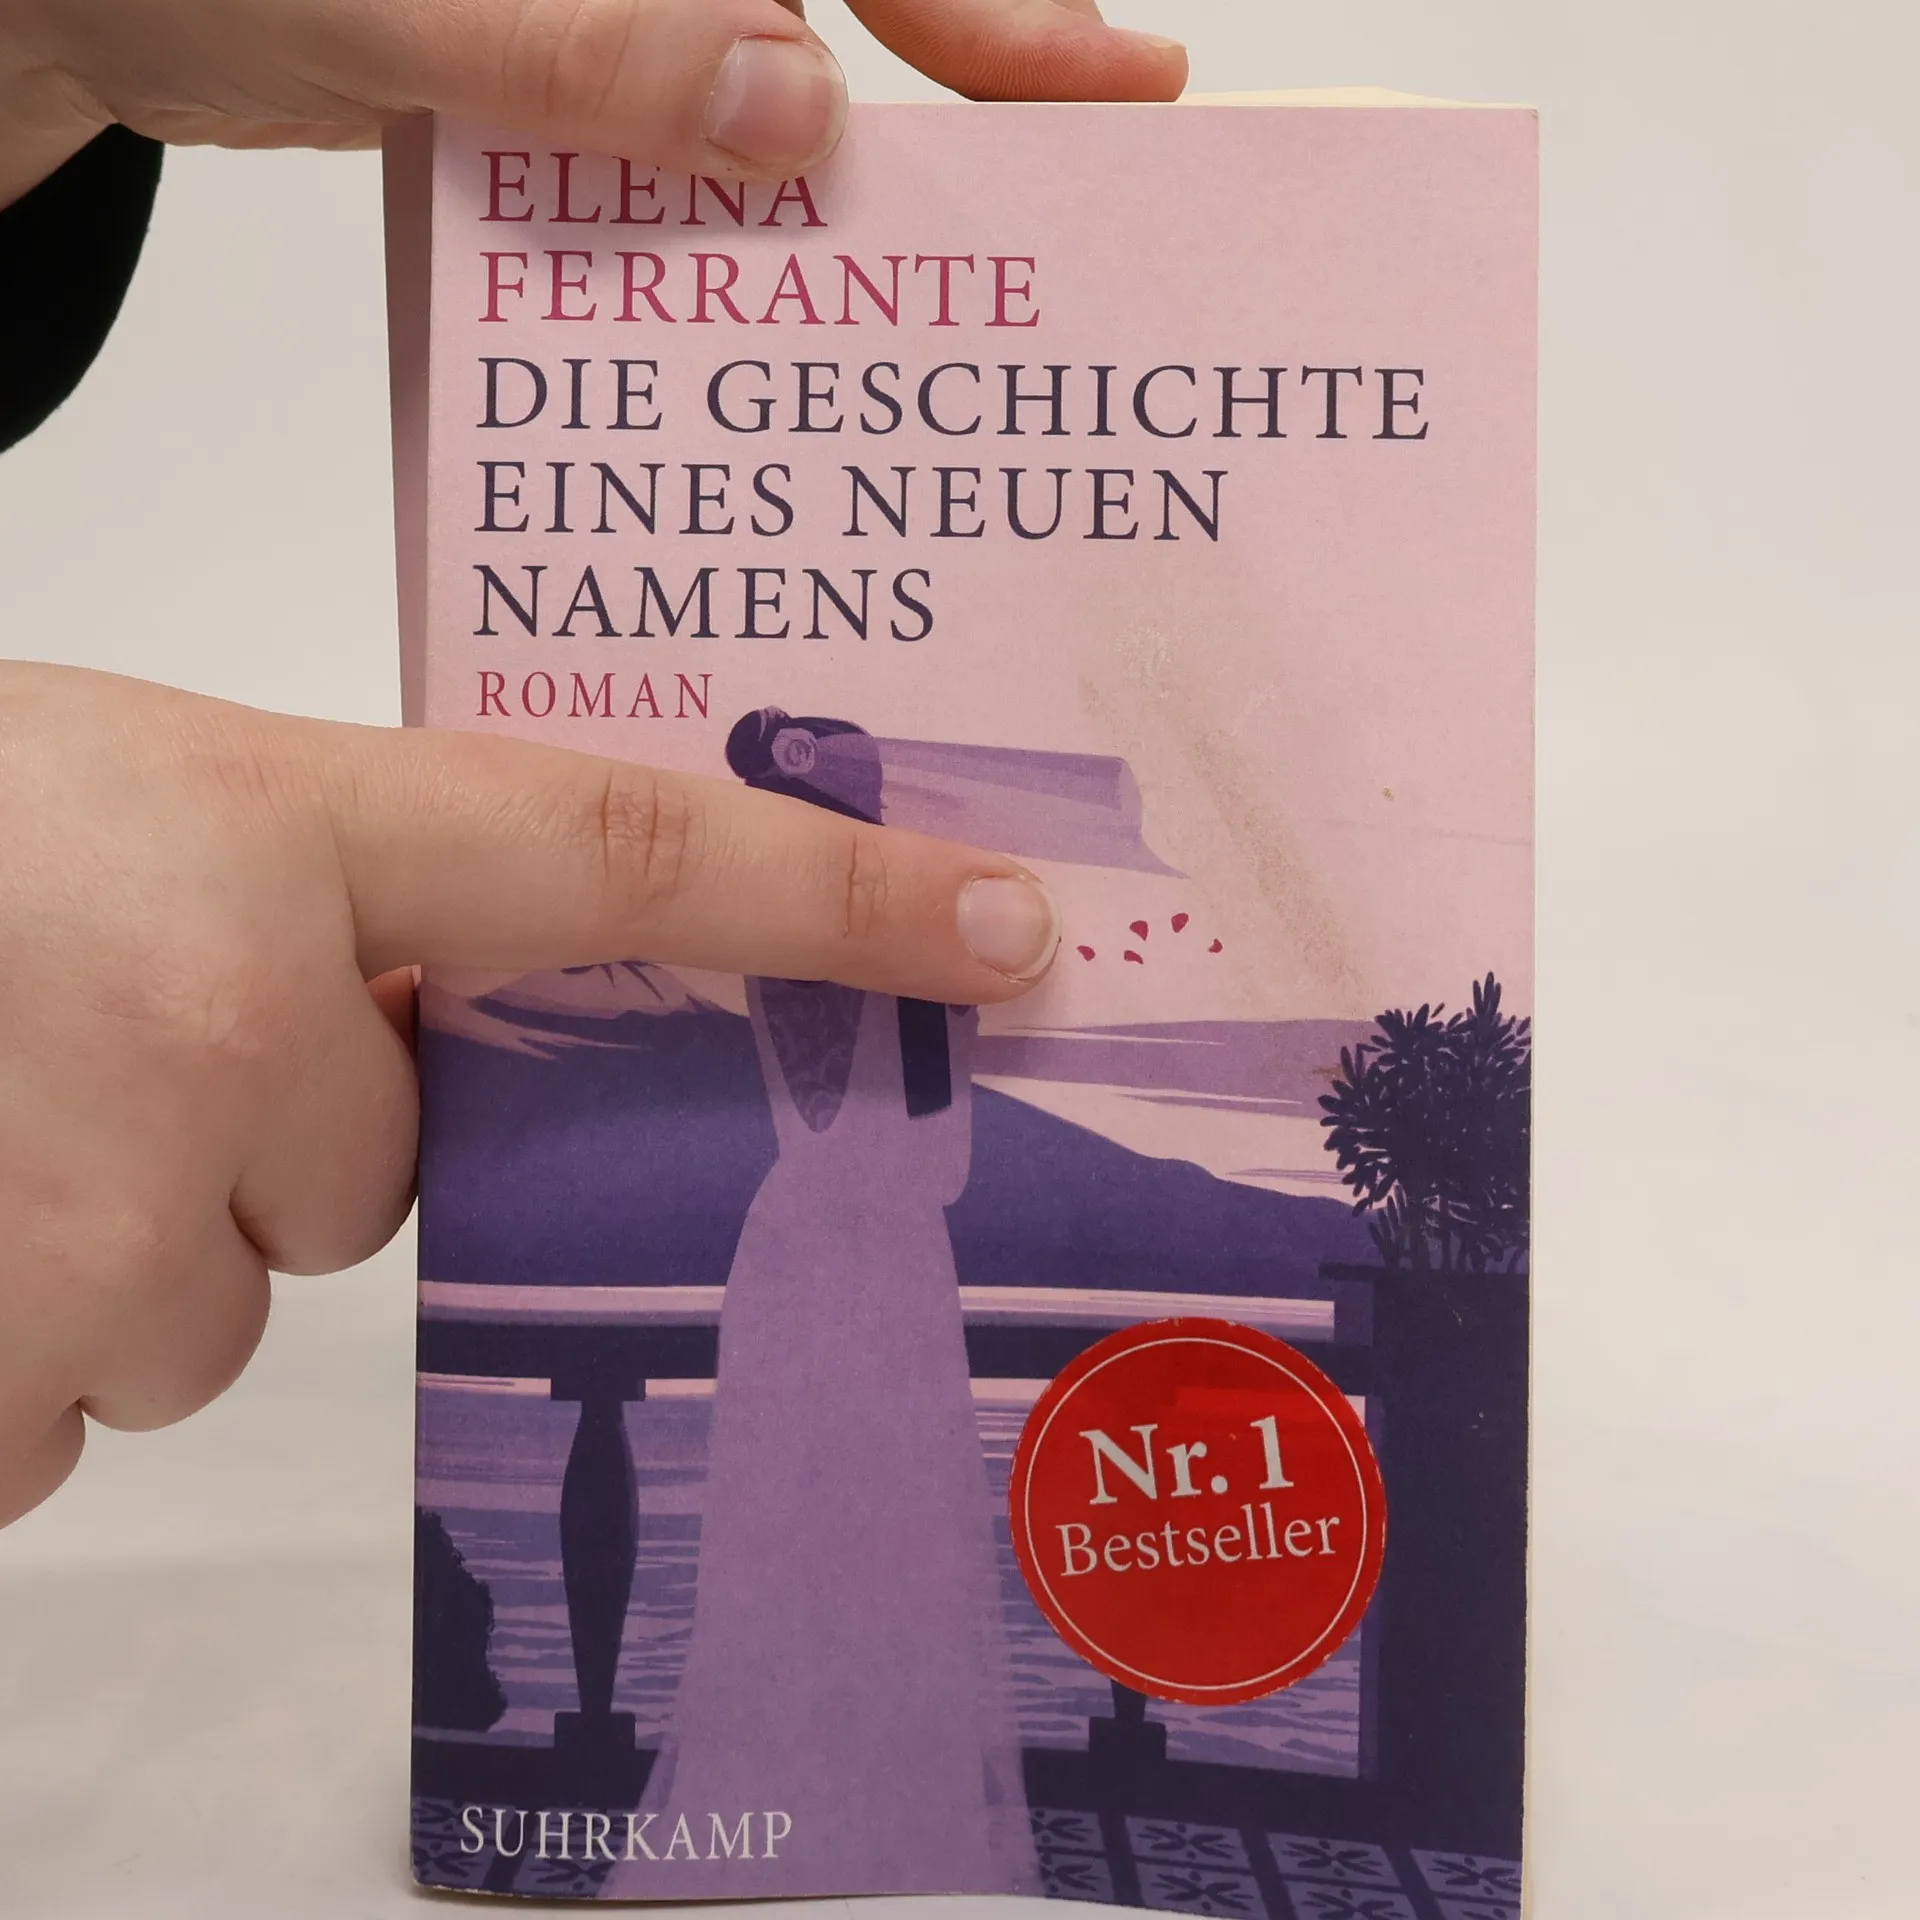 ELENA
FERRANTE
DIE GESCHICHTE
EINES NEUEN
NAMENS
ROMAN
Nr. 1
Bestseller
SUHRKAMP